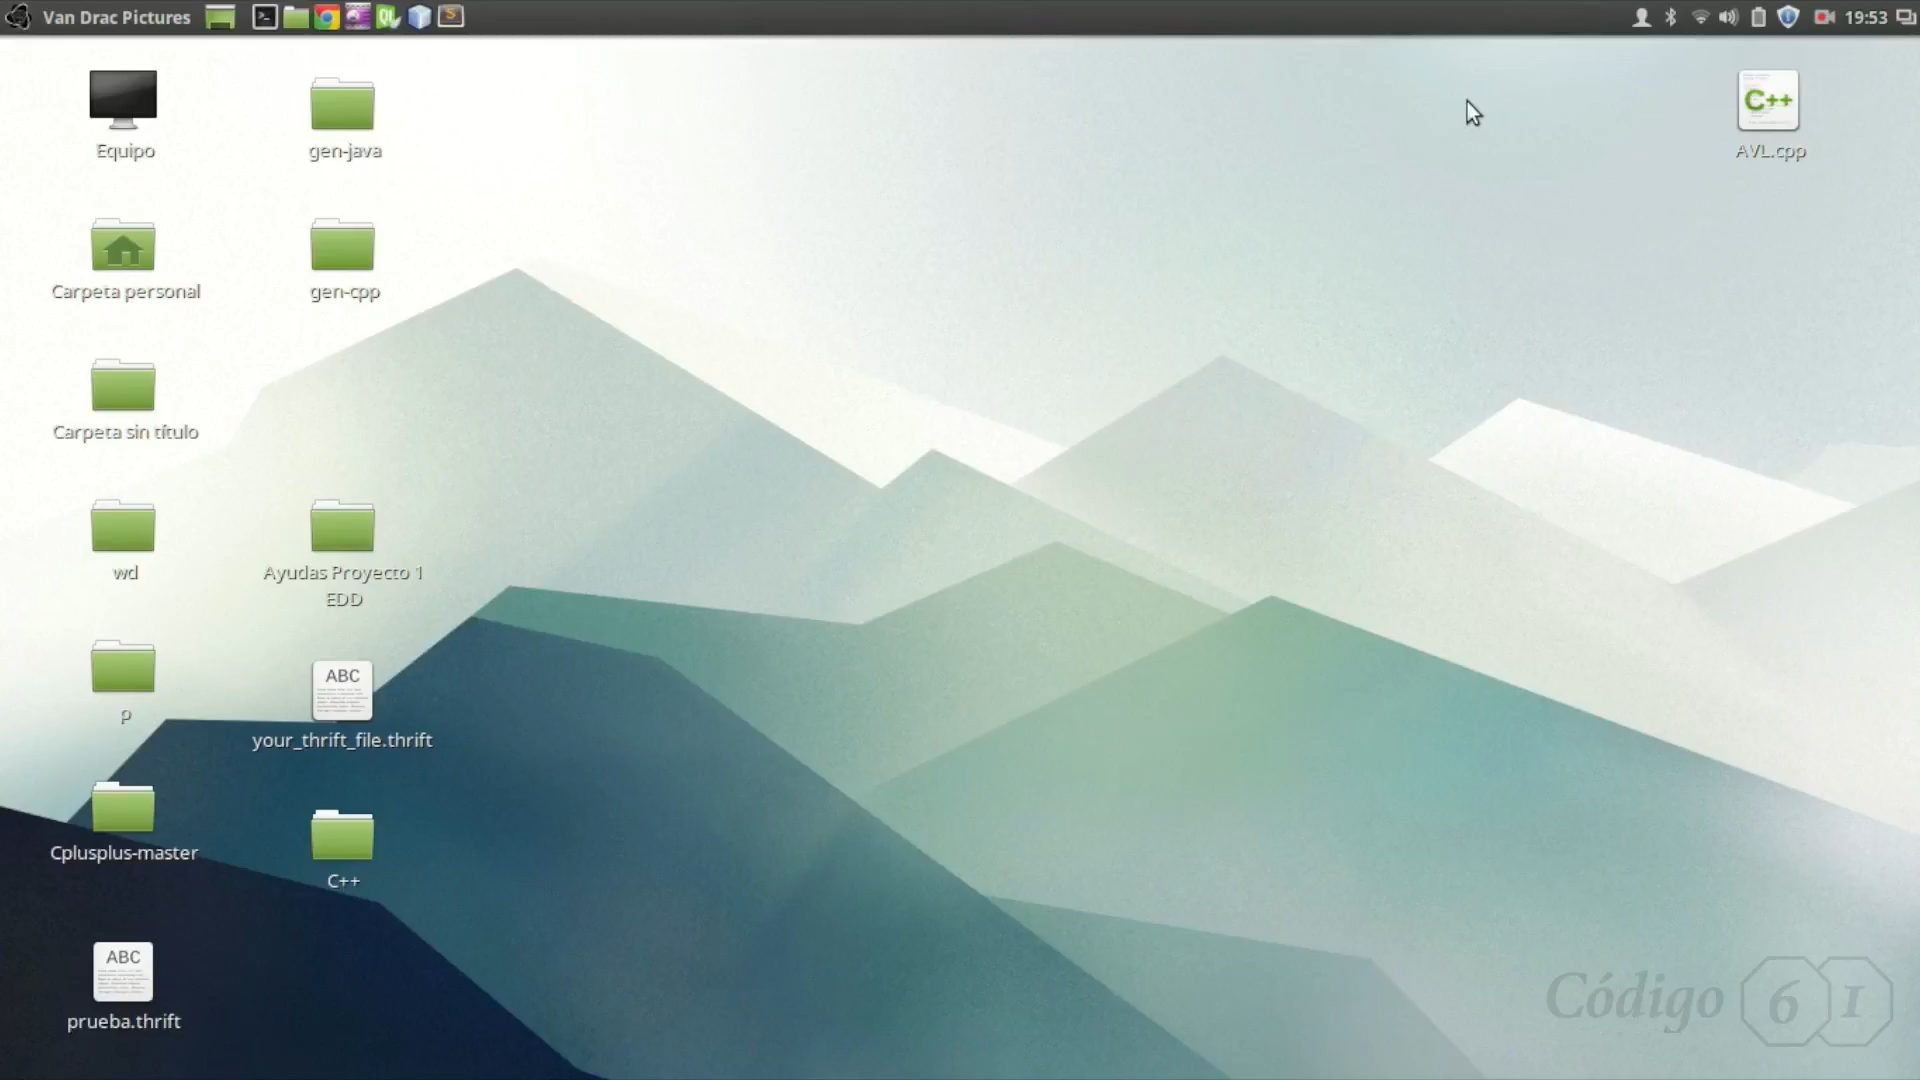 Van Drac Pictures
19:53
Equipo
gen-java
C++
AVL.cpp
Carpeta personal
gen-cpp
Carpeta sin título
wd
Ayudas Proyecto 1
EDD
p
ABC
your_thrift_file.thrift
Cplusplus-master
C++
ABC
prueba.thrift
Código 6 1